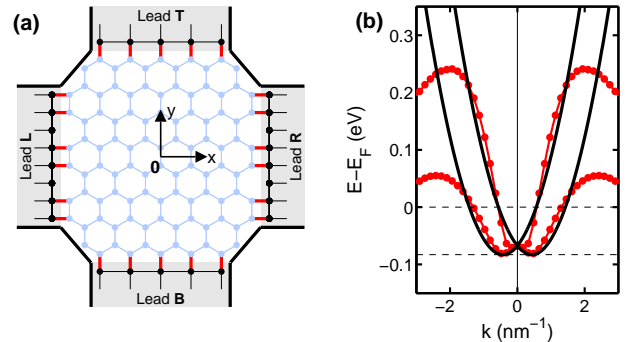 (a)
Lead T
Lead L
y
x
0
Lead R
Lead B
(b)
E−E_F (eV)
0.3
0.2
0.1
0
−0.1
−2
0
2
k (nm⁻¹)